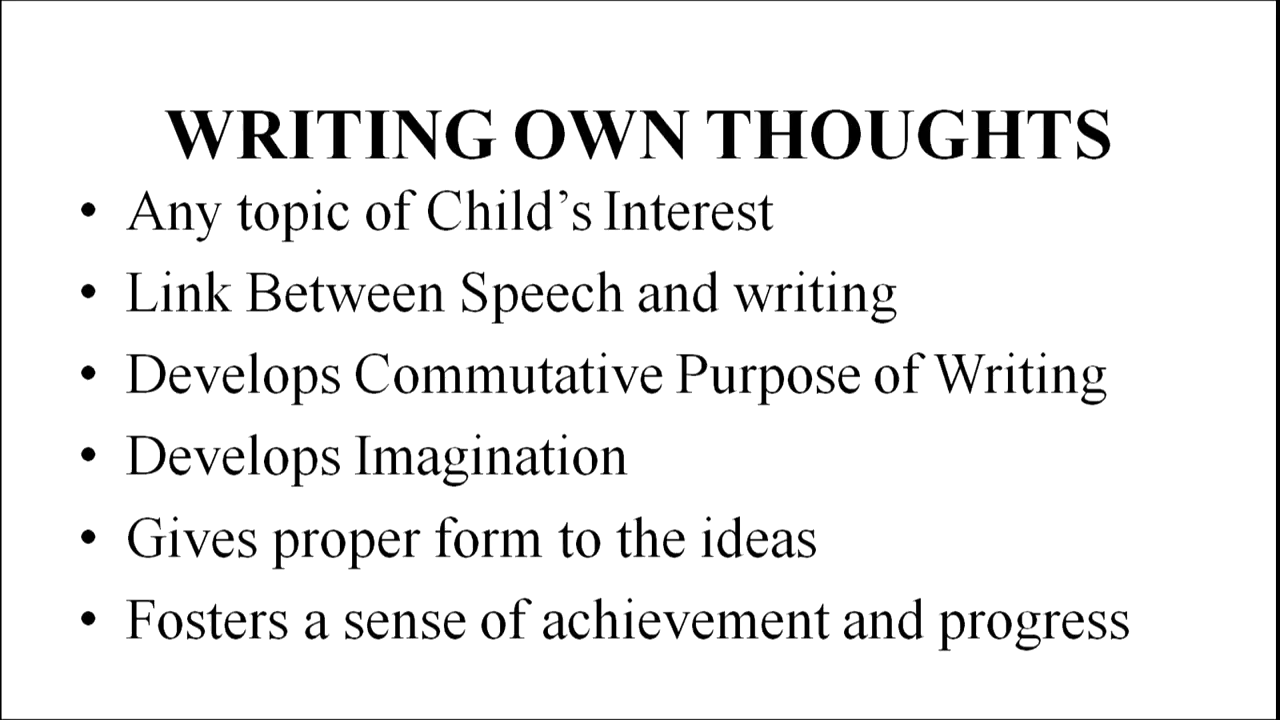 WRITING OWN THOUGHTS
• Any topic of Child’s Interest
• Link Between Speech and writing
• Develops Commutative Purpose of Writing
• Develops Imagination
• Gives proper form to the ideas
• Fosters a sense of achievement and progress